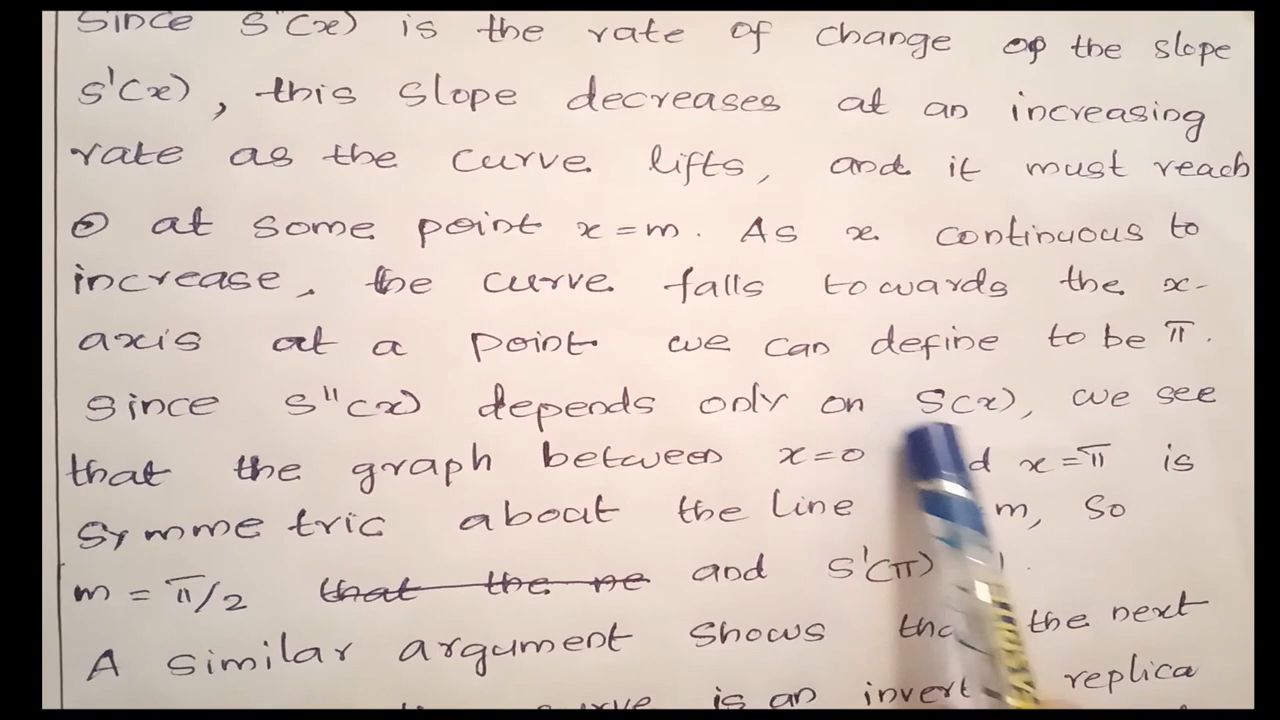 Since S''(x) is the rate of change of the slope
S'(x), this slope decreases at an increasing
rate as the curve lifts, and it must reach
0 at some point x=m. As x continuous to
increase, the curve falls towards the x-
axis at a point we can define to be π.
Since S''(x) depends only on S(x), we see
that the graph between x=0 x=π is
symmetric about the line m, so
m = π/2 that the ne and S'(π)
A similar argument shows the next
is an replica